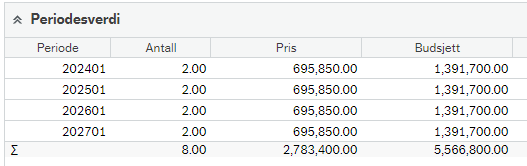 Periodesverdi
Periode Antall Pris Budsjett
202401 2.00 695,850.00 1,391,700.00
202501 2.00 695,850.00 1,391,700.00
202601 2.00 695,850.00 1,391,700.00
202701 2.00 695,850.00 1,391,700.00
Σ 8.00 2,783,400.00 5,566,800.00